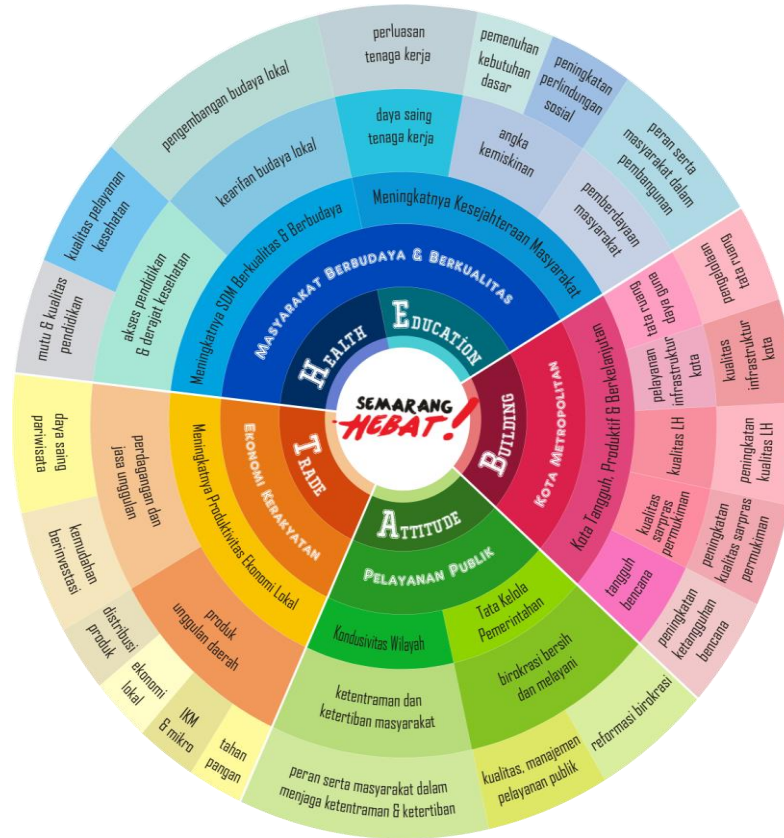 SEMARANG
HEBAT!
HEALTH
EDUCATION
BUILDING
ATTITUDE
TRADE
MASYARAKAT BERBUDAYA & BERKUALITAS
Meningkatnya SDM Berkualitas & Berbudaya
Meningkatnya Kesejahteraan Masyarakat
akses pendidikan
& derajat kesehatan
kearifan budaya lokal
daya saing
tenaga kerja
angka
kemiskinan
pemberdayaan
masyarakat
mutu & kualitas
pendidikan
kualitas pelayanan
kesehatan
pengembangan budaya lokal
perluasan
tenaga kerja
pemenuhan
kebutuhan
dasar
peningkatan
perlindungan
sosial
peran serta
masyarakat dalam
pembangunan
KOTA METROPOLITAN
Kota Tangguh, Produktif & Berkelanjutan
daya guna
tata ruang
pelayanan
infrastruktur
kota
kualitas LH
kualitas sarpras
permukiman
tangguh
bencana
pengelolaan
tata ruang
kualitas
infrastruktur
kota
peningkatan
kualitas LH
peningkatan
kualitas sarpras
permukiman
peningkatan
ketangguhan
bencana
PELAYANAN PUBLIK
Kondusivitas Wilayah
Tata Kelola
Pemerintahan
ketentraman dan
ketertiban masyarakat
birokrasi bersih
dan melayani
peran serta masyarakat dalam
menjaga ketentraman & ketertiban
kualitas, manajemen
pelayanan publik
reformasi birokrasi
EKONOMI KERAKYATAN
Meningkatnya Produktivitas Ekonomi Lokal
perdagangan dan
jasa unggulan
produk
unggulan daerah
daya saing
pariwisata
kemudahan
berinvestasi
distribusi
produk
ekonomi
lokal
IKM
& mikro
tahan
pangan